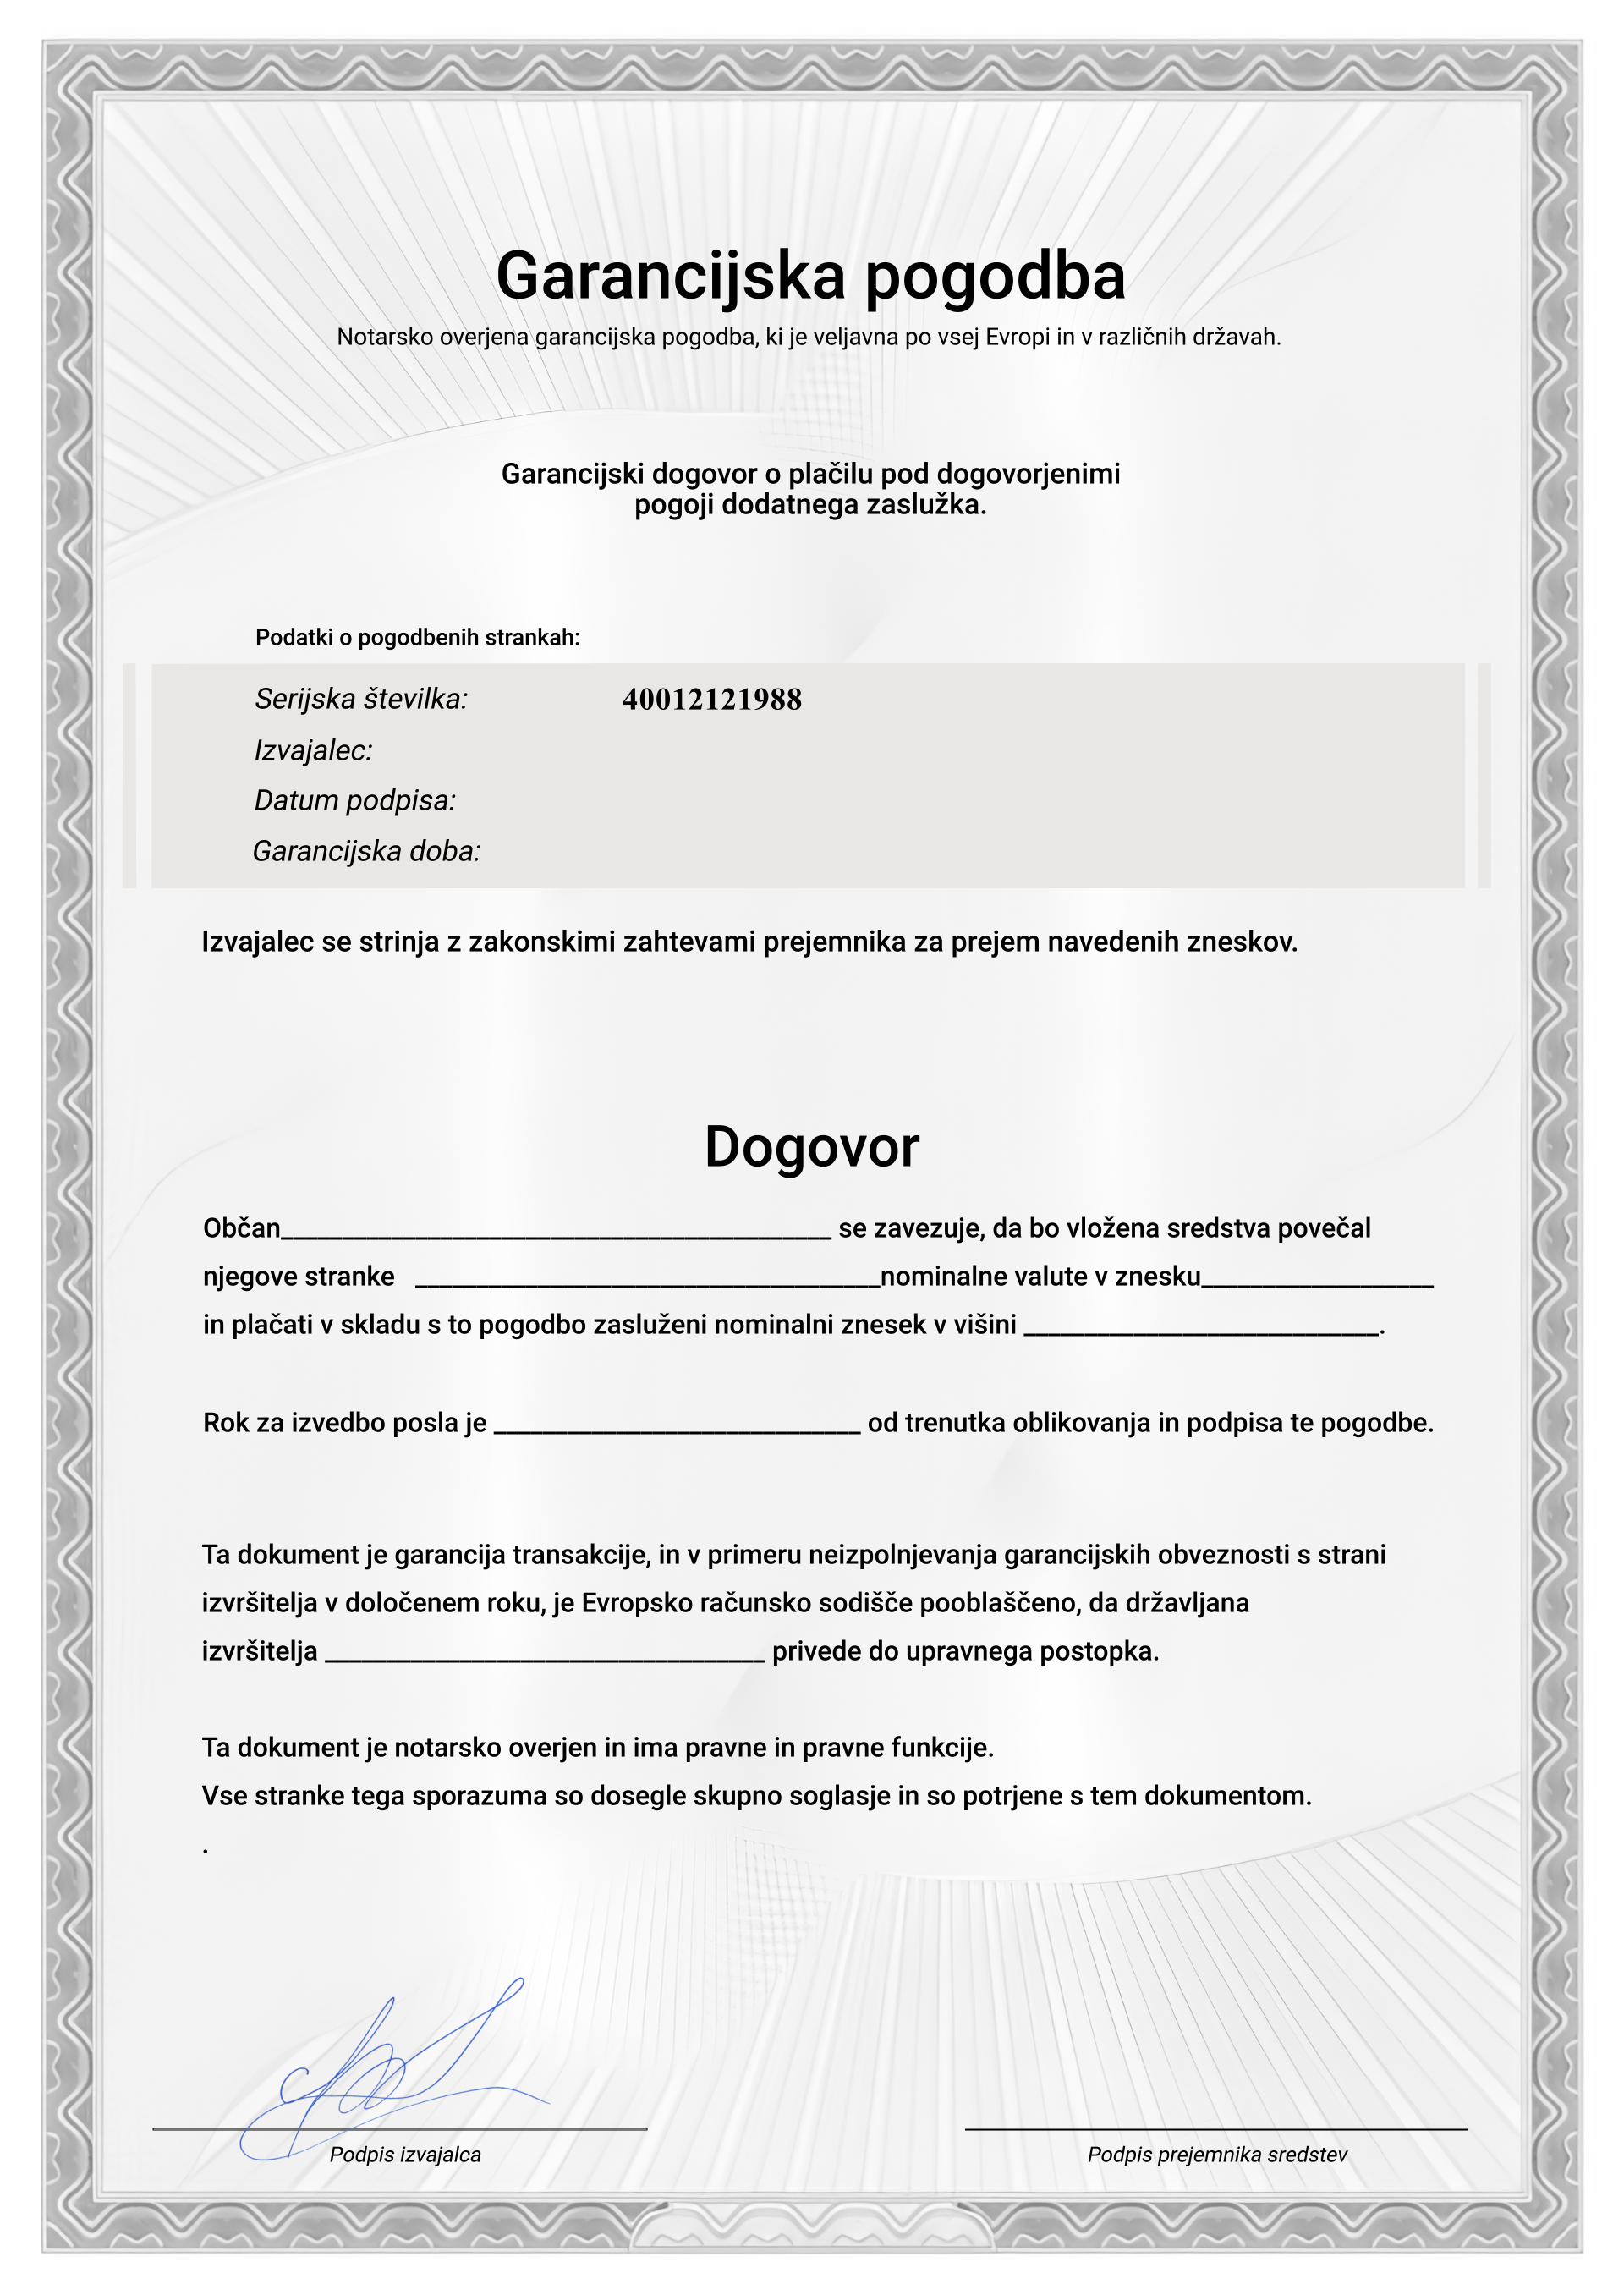 Garancijska pogodba
Notarsko overjena garancijska pogodba, ki je veljavna po vsej Evropi in v različnih državah.
Garancijski dogovor o plačilu pod dogovorjenimi
pogoji dodatnega zaslužka.
Podatki o pogodbenih strankah:
Serijska številka: 40012121988
Izvajalec:
Datum podpisa:
Garancijska doba:
Izvajalec se strinja z zakonskimi zahtevami prejemnika za prejem navedenih zneskov.
Dogovor
Občan_____________________________________________ se zavezuje, da bo vložena sredstva povečal
njegove stranke ______________________________________nominalne valute v znesku___________________
in plačati v skladu s to pogodbo zasluženi nominalni znesek v višini _____________________________.
Rok za izvedbo posla je ______________________________ od trenutka oblikovanja in podpisa te pogodbe.
Ta dokument je garancija transakcije, in v primeru neizpolnjevanja garancijskih obveznosti s strani
izvršitelja v določenem roku, je Evropsko računsko sodišče pooblaščeno, da državljana
izvršitelja ____________________________________ privede do upravnega postopka.
Ta dokument je notarsko overjen in ima pravne in pravne funkcije.
Vse stranke tega sporazuma so dosegle skupno soglasje in so potrjene s tem dokumentom.
.
Podpis izvajalca
Podpis prejemnika sredstev